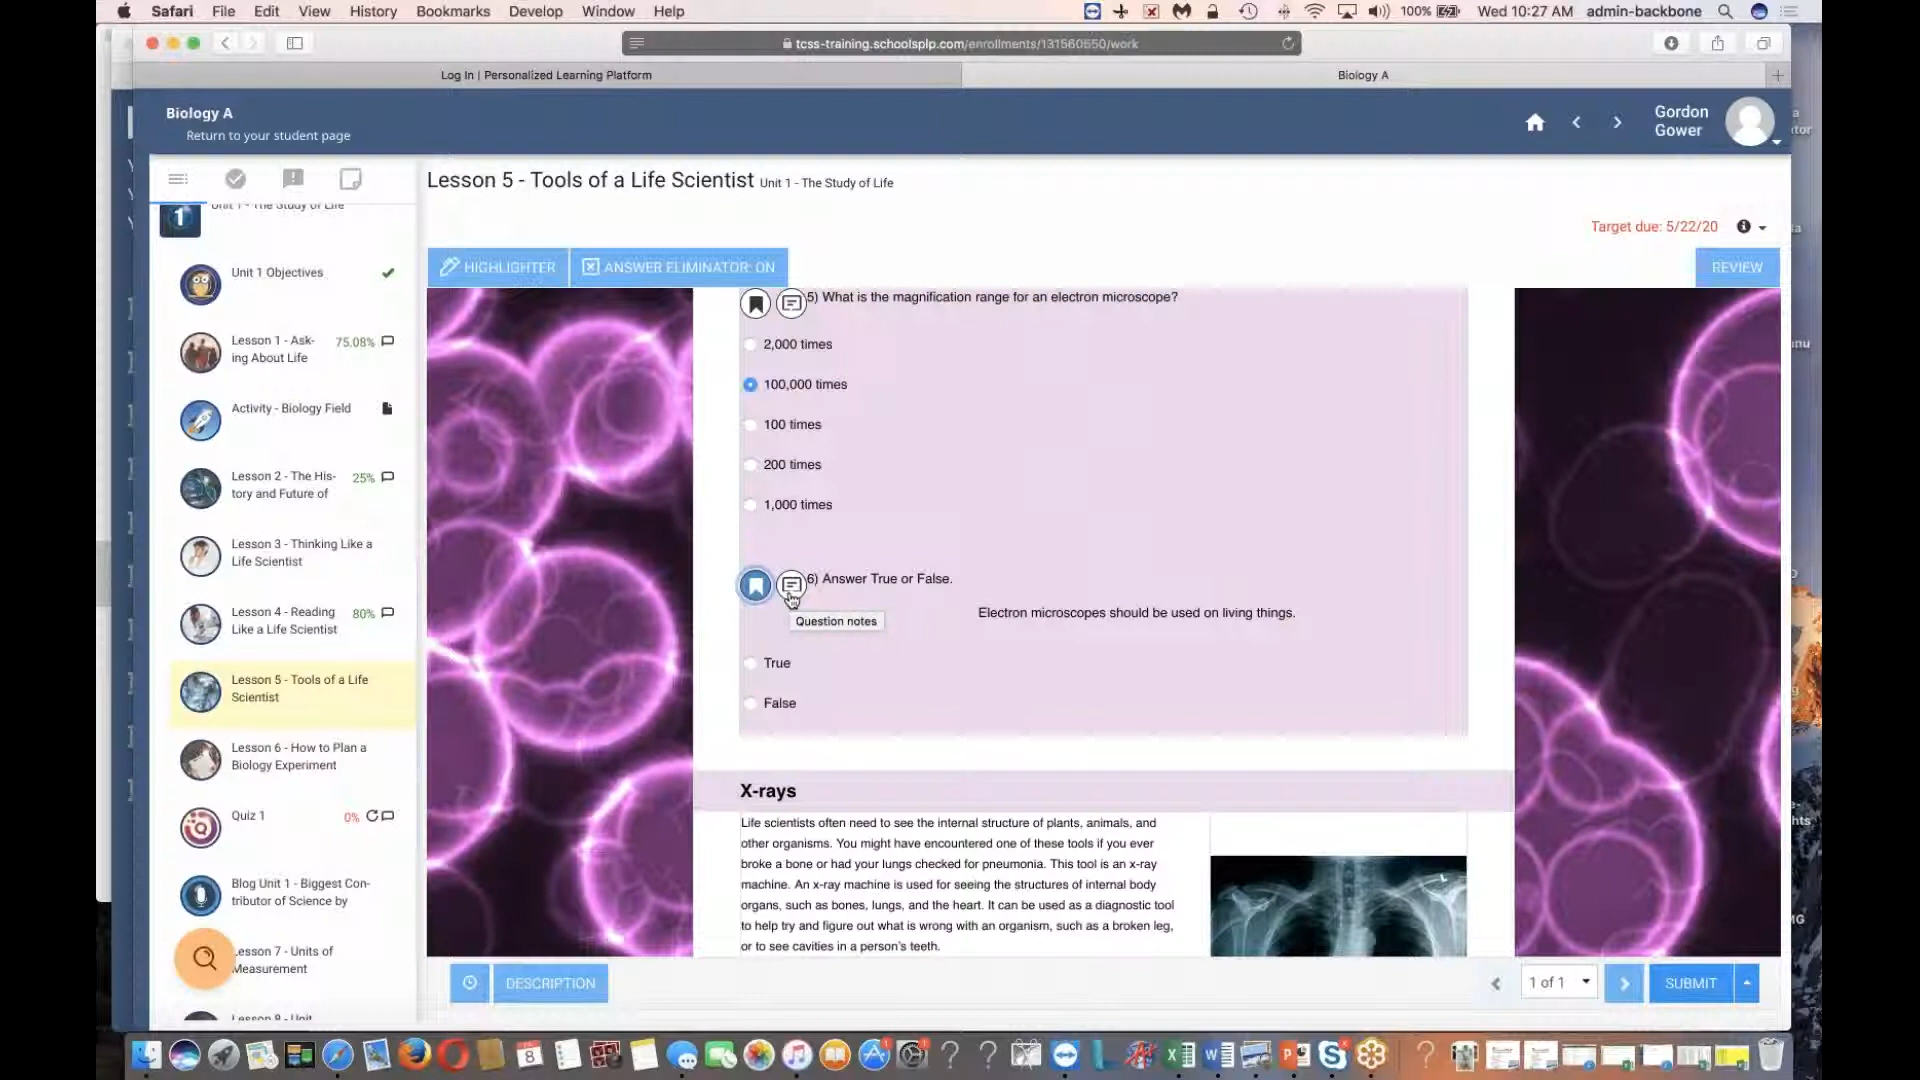 Safari File Edit View History Bookmarks Develop Window Help 100% Wed 10:27 AM admin-backbone
tcss-training.schoolsplp.com/enrollments/131560550/work
Log In | Personalized Learning Platform
Biology A
Biology A
Return to your student page
Gordon
Gower
Lesson 5 - Tools of a Life Scientist Unit 1 - The Study of Life
Target due: 5/22/20
HIGHLIGHTER
ANSWER ELIMINATOR: ON
REVIEW
1
Unit 1 - The Study of Life
Unit 1 Objectives
Lesson 1 - Ask-
ing About Life
75.08%
Activity - Biology Field
Lesson 2 - The His-
tory and Future of
25%
Lesson 3 - Thinking Like a
Life Scientist
Lesson 4 - Reading
Like a Life Scientist
80%
Lesson 5 - Tools of a Life
Scientist
Lesson 6 - How to Plan a
Biology Experiment
Quiz 1
0%
Blog Unit 1 - Biggest Con-
tributor of Science by
Lesson 7 - Units of
Measurement
Lesson 8 - Unit
5) What is the magnification range for an electron microscope?
2,000 times
100,000 times
100 times
200 times
1,000 times
6) Answer True or False.
Electron microscopes should be used on living things.
Question notes
True
False
X-rays
Life scientists often need to see the internal structure of plants, animals, and
other organisms. You might have encountered one of these tools if you ever
broke a bone or had your lungs checked for pneumonia. This tool is an x-ray
machine. An x-ray machine is used for seeing the structures of internal body
organs, such as bones, lungs, and the heart. It can be used as a diagnostic tool
to help try and figure out what is wrong with an organism, such as a broken leg,
or to see cavities in a person's teeth.
L
DESCRIPTION
1 of 1
SUBMIT
8